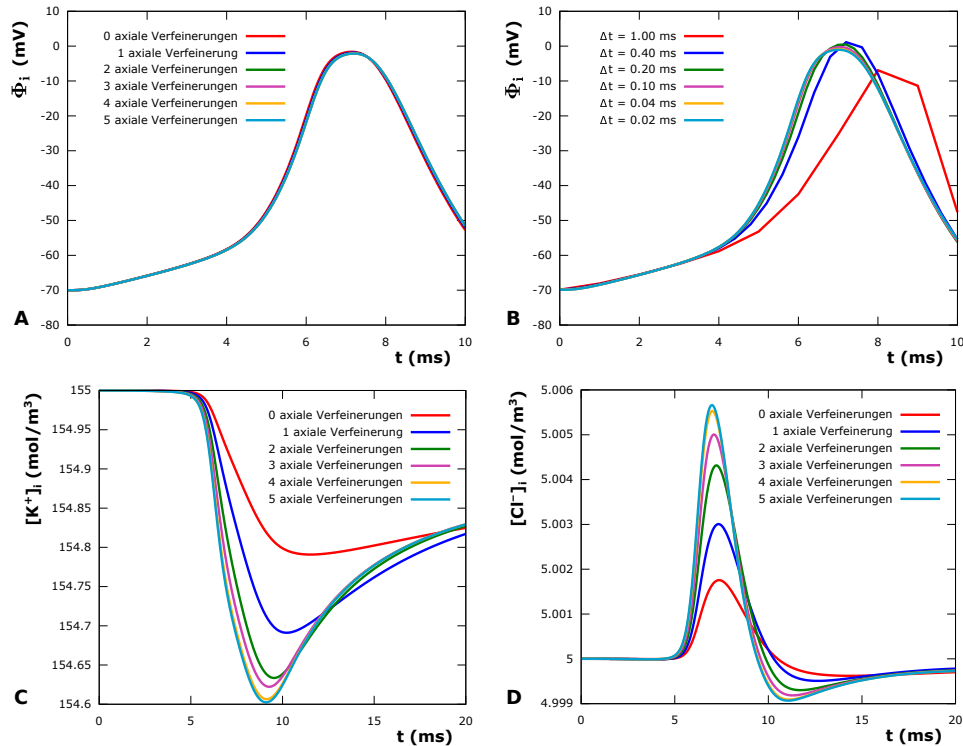 10
0
-10
-20
-30
-40
-50
-60
-70
-80
0
2
4
6
8
10
Φi (mV)
t (ms)
0 axiale Verfeinerungen
1 axiale Verfeinerung
2 axiale Verfeinerungen
3 axiale Verfeinerungen
4 axiale Verfeinerungen
5 axiale Verfeinerungen
A
10
0
-10
-20
-30
-40
-50
-60
-70
-80
0
2
4
6
8
10
Φi (mV)
t (ms)
Δt = 1.00 ms
Δt = 0.40 ms
Δt = 0.20 ms
Δt = 0.10 ms
Δt = 0.04 ms
Δt = 0.02 ms
B
155
154.95
154.9
154.85
154.8
154.75
154.7
154.65
154.6
0
5
10
15
20
[K⁺]i (mol/m³)
t (ms)
0 axiale Verfeinerungen
1 axiale Verfeinerung
2 axiale Verfeinerungen
3 axiale Verfeinerungen
4 axiale Verfeinerungen
5 axiale Verfeinerungen
C
5.006
5.005
5.004
5.003
5.002
5.001
5
4.999
0
5
10
15
20
[Cl⁻]i (mol/m³)
t (ms)
0 axiale Verfeinerungen
1 axiale Verfeinerung
2 axiale Verfeinerungen
3 axiale Verfeinerungen
4 axiale Verfeinerungen
5 axiale Verfeinerungen
D